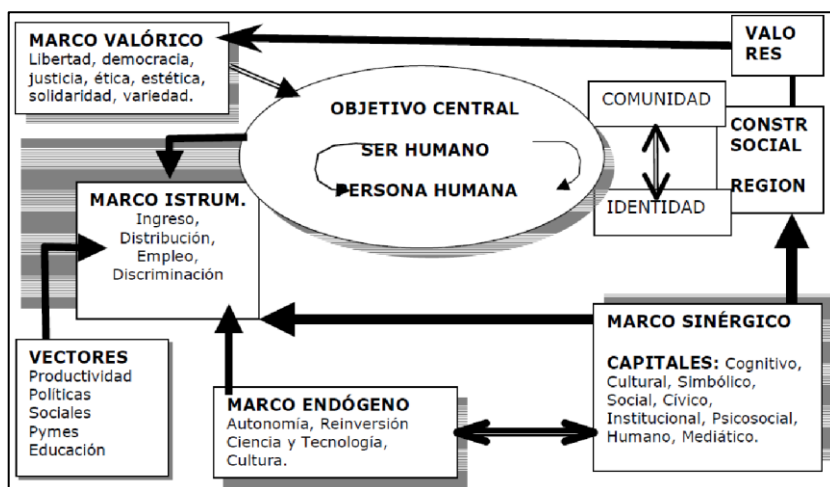 MARCO VALÓRICO
Libertad, democracia,
justicia, ética, estética,
solidaridad, variedad.
VALO
RES
OBJETIVO CENTRAL
SER HUMANO
PERSONA HUMANA
COMUNIDAD
IDENTIDAD
CONSTR
SOCIAL
REGION
MARCO ISTRUM.
Ingreso,
Distribución,
Empleo,
Discriminación
VECTORES
Productividad
Políticas
Sociales
Pymes
Educación
MARCO ENDÓGENO
Autonomía, Reinversión
Ciencia y Tecnología,
Cultura.
MARCO SINÉRGICO
CAPITALES: Cognitivo,
Cultural, Simbólico,
Social, Cívico,
Institucional, Psicosocial,
Humano, Mediático.